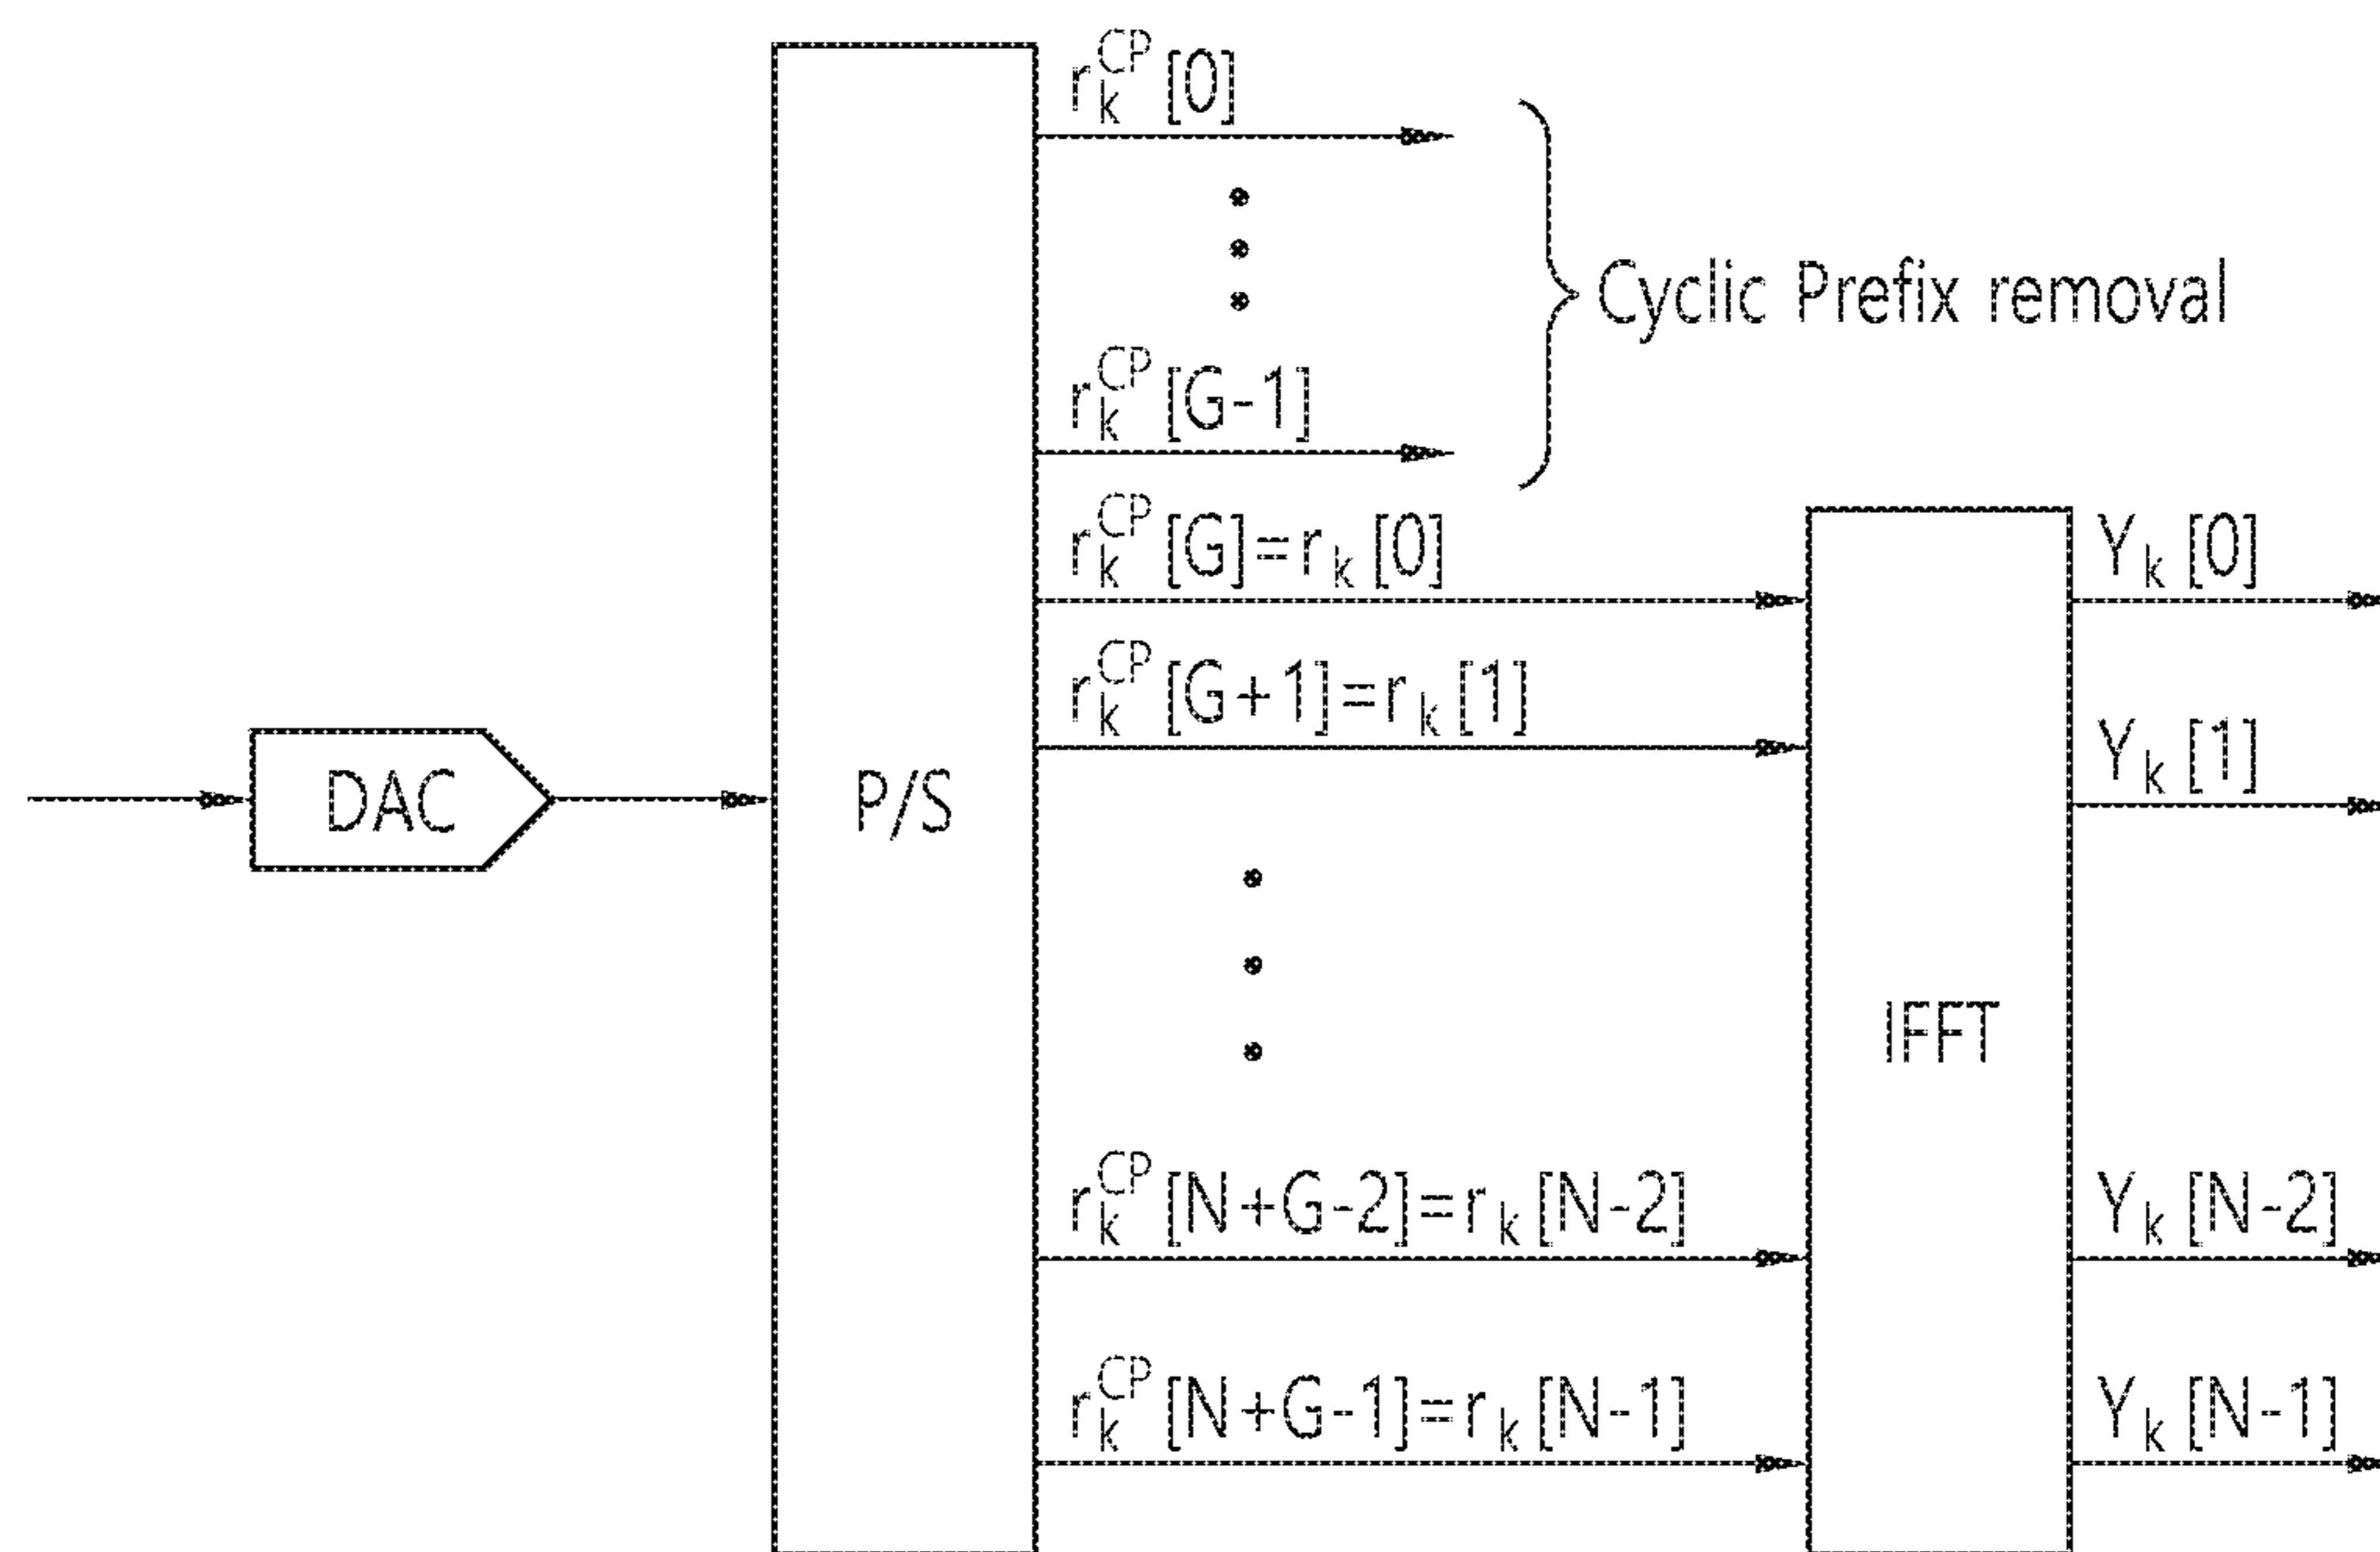 r_k^CP[0]
Cyclic Prefix removal
r_k^CP[G-1]
r_k^CP[G]=r_k[0]
Y_k[0]
r_k^CP[G+1]=r_k[1]
Y_k[1]
DAC
P/S
IFFT
r_k^CP[N+G-2]=r_k[N-2]
Y_k[N-2]
r_k^CP[N+G-1]=r_k[N-1]
Y_k[N-1]